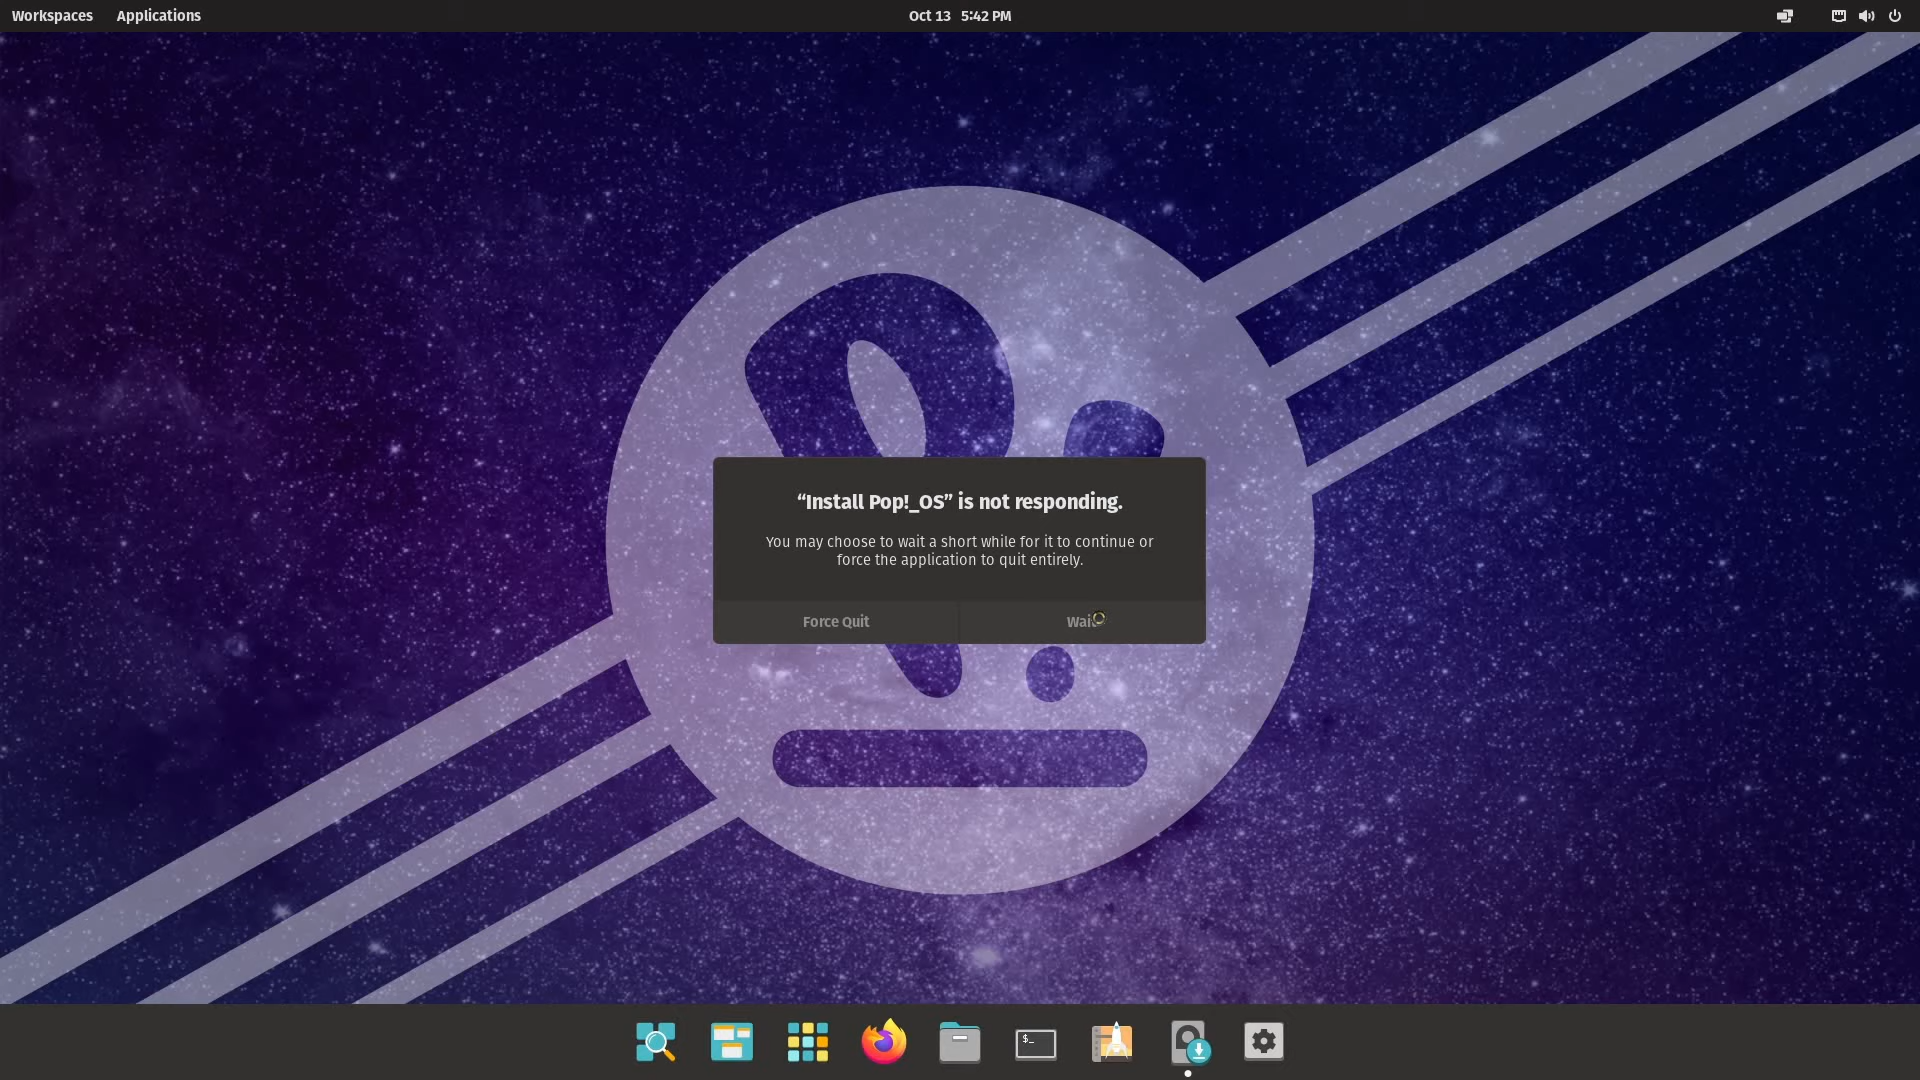 Workspaces Applications Oct 13 5:42 PM
“Install Pop!_OS” is not responding.
You may choose to wait a short while for it to continue or
force the application to quit entirely.
Force Quit Wait
$_